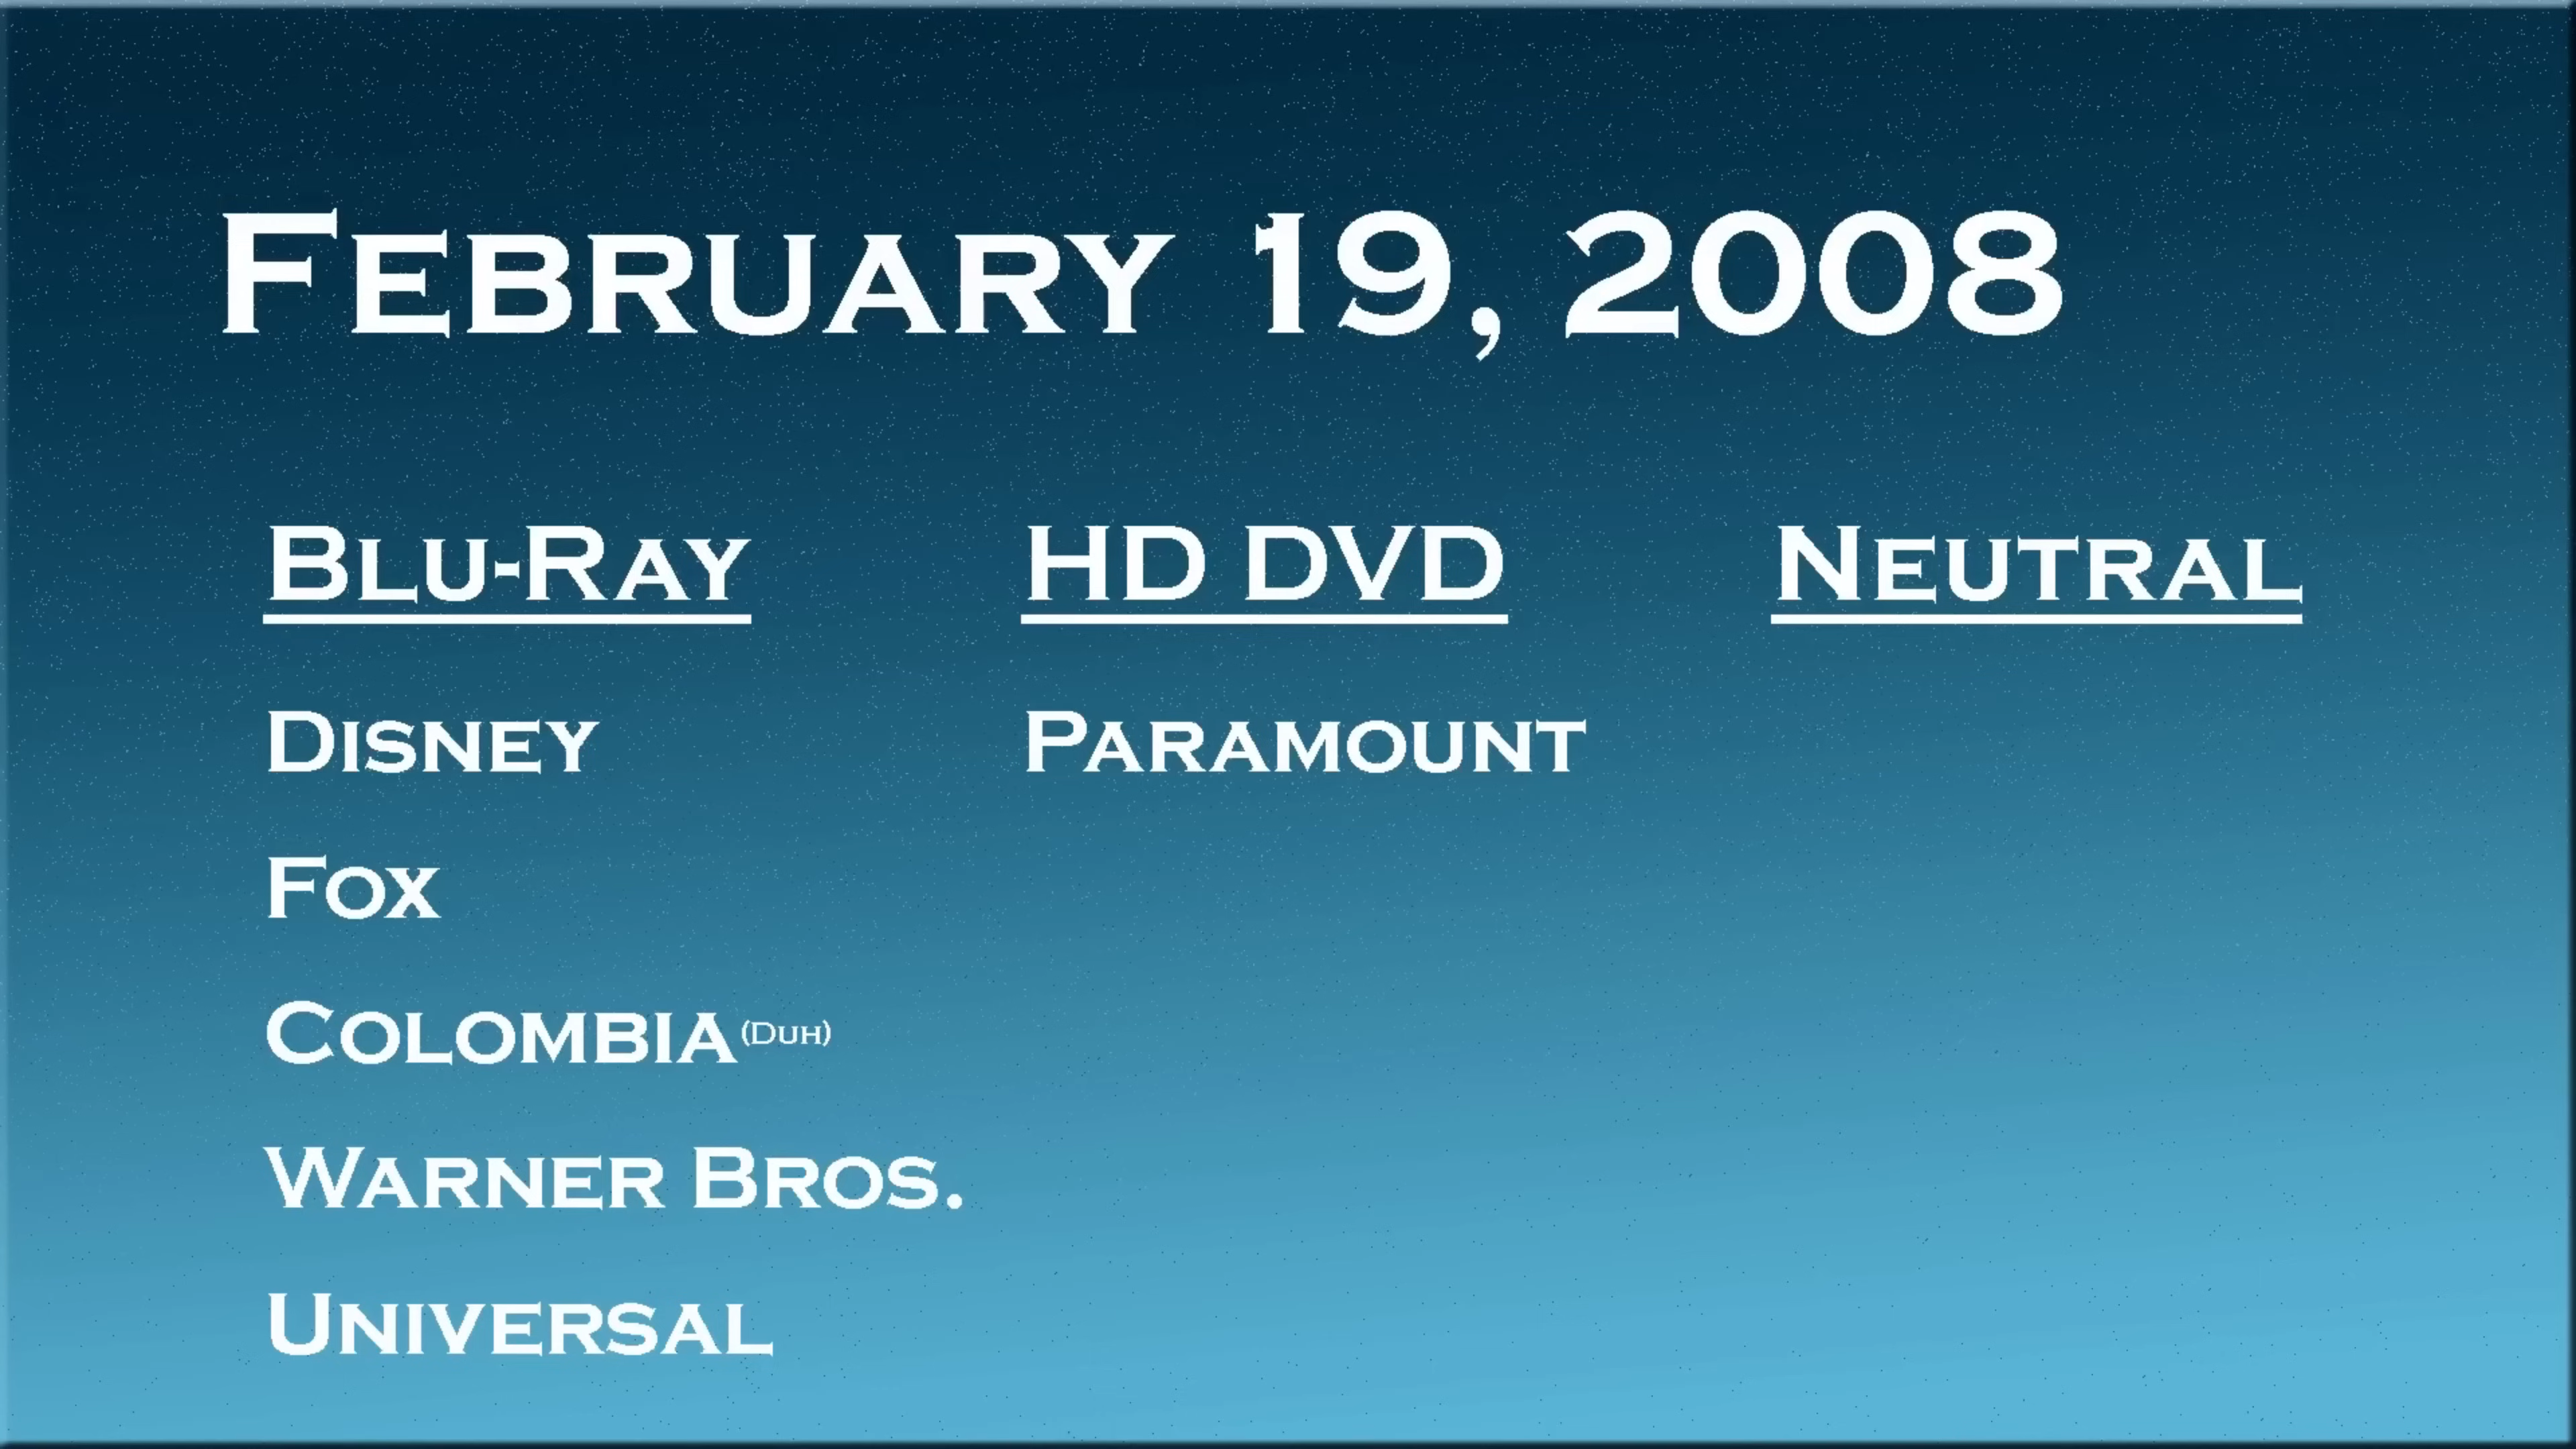 February 19, 2008
Blu-Ray HD DVD Neutral
Disney Paramount
Fox
Colombia (Duh)
Warner Bros.
Universal